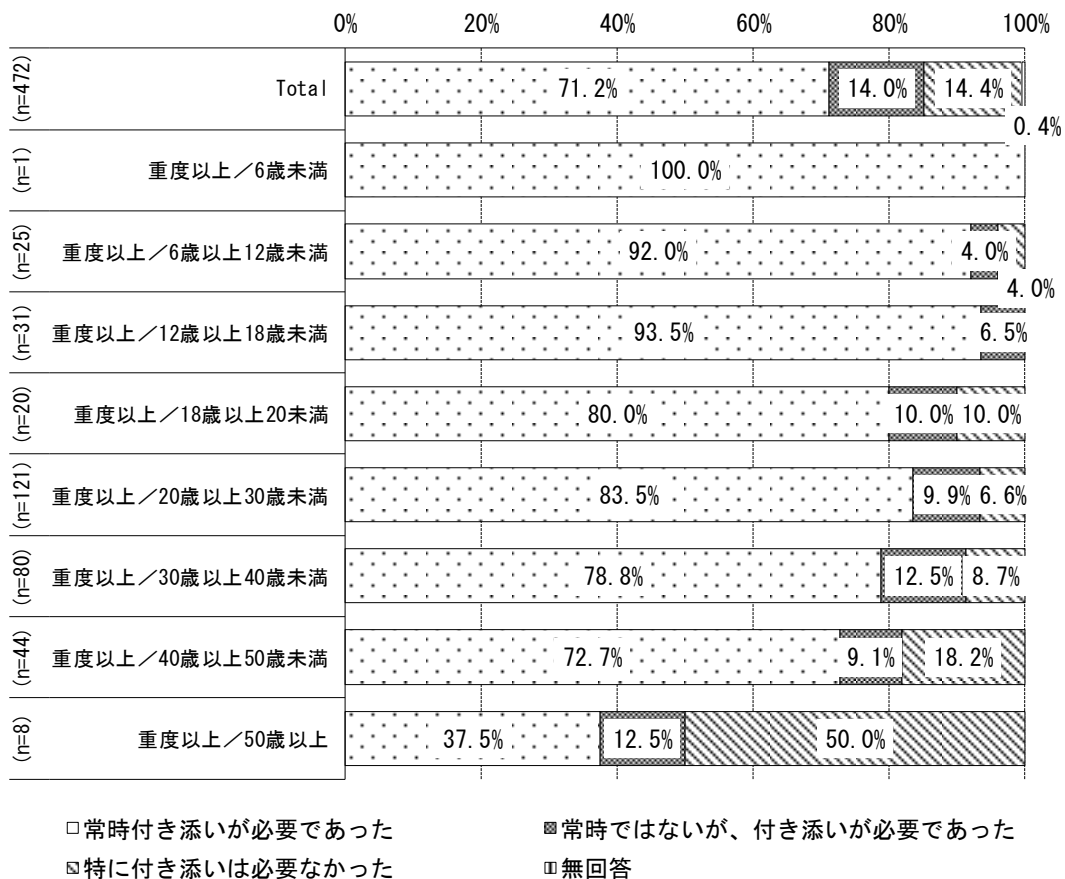 0% 20% 40% 60% 80% 100%
(n=472) Total 71.2% 14.0% 14.4%
0.4%
(n=1) 重度以上／6歳未満 100.0%
(n=25) 重度以上／6歳以上12歳未満 92.0% 4.0%
4.0%
(n=31) 重度以上／12歳以上18歳未満 93.5% 6.5%
(n=20) 重度以上／18歳以上20未満 80.0% 10.0% 10.0%
(n=121) 重度以上／20歳以上30歳未満 83.5% 9.9% 6.6%
(n=80) 重度以上／30歳以上40歳未満 78.8% 12.5% 8.7%
(n=44) 重度以上／40歳以上50歳未満 72.7% 9.1% 18.2%
(n=8) 重度以上／50歳以上 37.5% 12.5% 50.0%
常時付き添いが必要であった 常時ではないが、付き添いが必要であった
特に付き添いは必要なかった 無回答